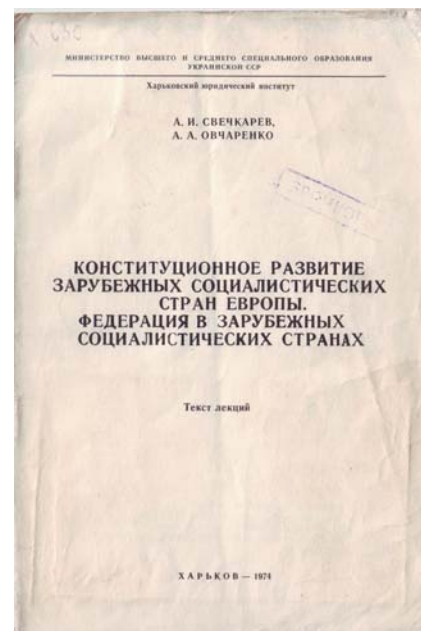 МИНИСТЕРСТВО ВЫСШЕГО И СРЕДНЕГО СПЕЦИАЛЬНОГО ОБРАЗОВАНИЯ
УКРАИНСКОЙ ССР
Харьковский юридический институт
А. И. СВЕЧКАРЕВ,
А. А. ОВЧАРЕНКО
КОНСТИТУЦИОННОЕ РАЗВИТИЕ
ЗАРУБЕЖНЫХ СОЦИАЛИСТИЧЕСКИХ
СТРАН ЕВРОПЫ.
ФЕДЕРАЦИЯ В ЗАРУБЕЖНЫХ
СОЦИАЛИСТИЧЕСКИХ СТРАНАХ
Текст лекций
ХАРЬКОВ — 1974